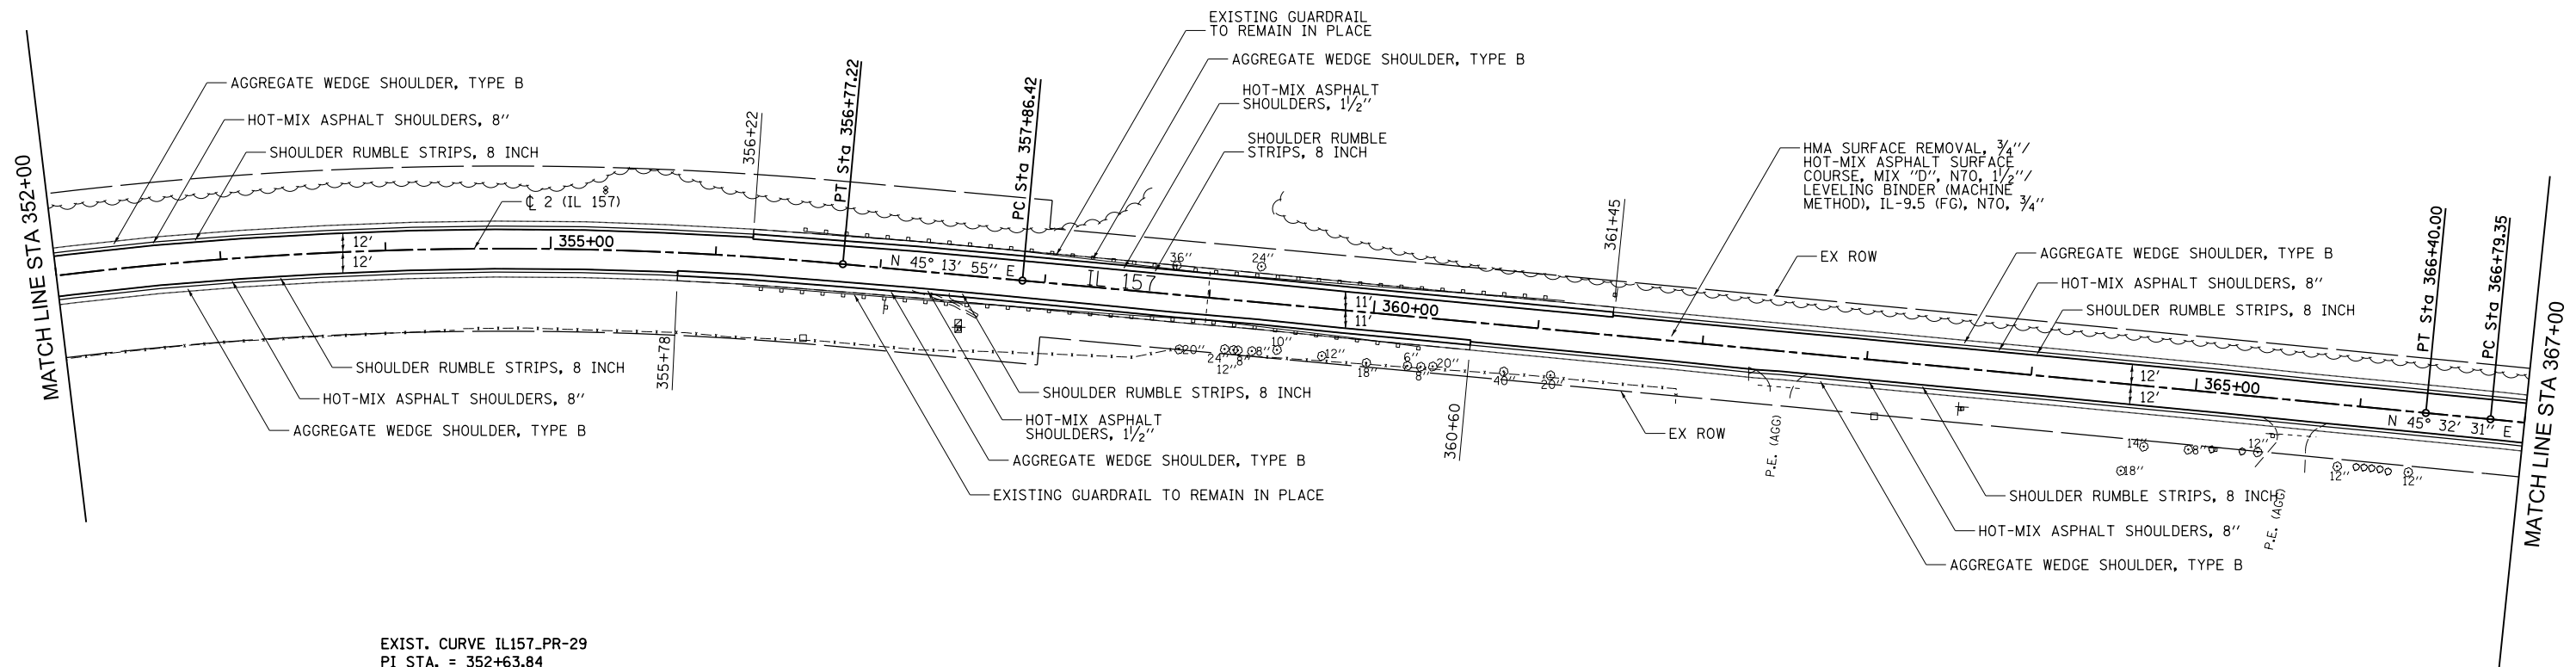 EXISTING GUARDRAIL
TO REMAIN IN PLACE
AGGREGATE WEDGE SHOULDER, TYPE B
HOT-MIX ASPHALT
SHOULDERS, 1½"
SHOULDER RUMBLE
STRIPS, 8 INCH
AGGREGATE WEDGE SHOULDER, TYPE B
HOT-MIX ASPHALT SHOULDERS, 8"
SHOULDER RUMBLE STRIPS, 8 INCH
MATCH LINE STA 352+00
℄ 2 (IL 157)
356+22
PT Sta 356+77.22
PC Sta 357+86.42
HMA SURFACE REMOVAL, ¾"/
HOT-MIX ASPHALT SURFACE
COURSE, MIX "D", N70, 1½"/
LEVELING BINDER (MACHINE
METHOD), IL-9.5 (FG), N70, ¾"
361+45
EX ROW
AGGREGATE WEDGE SHOULDER, TYPE B
HOT-MIX ASPHALT SHOULDERS, 8"
SHOULDER RUMBLE STRIPS, 8 INCH
PT Sta 366+40.00
PC Sta 366+79.35
MATCH LINE STA 367+00
12'
12'
355+00
N 45° 13' 55" E
IL 157
36"
24"
11'
11'
360+00
12'
12'
365+00
N 45° 32' 31" E
355+78
SHOULDER RUMBLE STRIPS, 8 INCH
HOT-MIX ASPHALT SHOULDERS, 8"
AGGREGATE WEDGE SHOULDER, TYPE B
20"
24"
12"
8"
8"
10"
12"
18"
6"
8"
20"
40"
20"
SHOULDER RUMBLE STRIPS, 8 INCH
HOT-MIX ASPHALT
SHOULDERS, 1½"
AGGREGATE WEDGE SHOULDER, TYPE B
EXISTING GUARDRAIL TO REMAIN IN PLACE
360+60
EX ROW
P.E. (AGG)
14"
18"
8"
12"
12"
12"
P.E. (AGG)
SHOULDER RUMBLE STRIPS, 8 INCH
HOT-MIX ASPHALT SHOULDERS, 8"
AGGREGATE WEDGE SHOULDER, TYPE B
EXIST. CURVE IL157_PR-29
PI STA. = 352+63.84